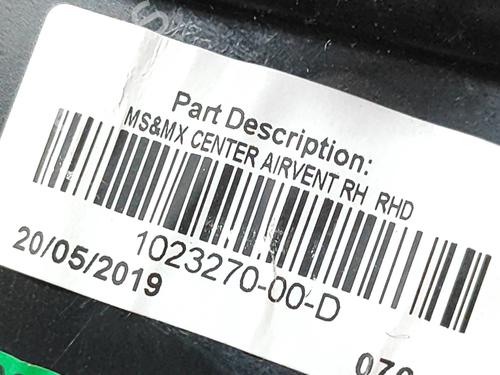 Part Description:
MS&MX CENTER AIRVENT RH RHD
1023270-00-D
20/05/2019